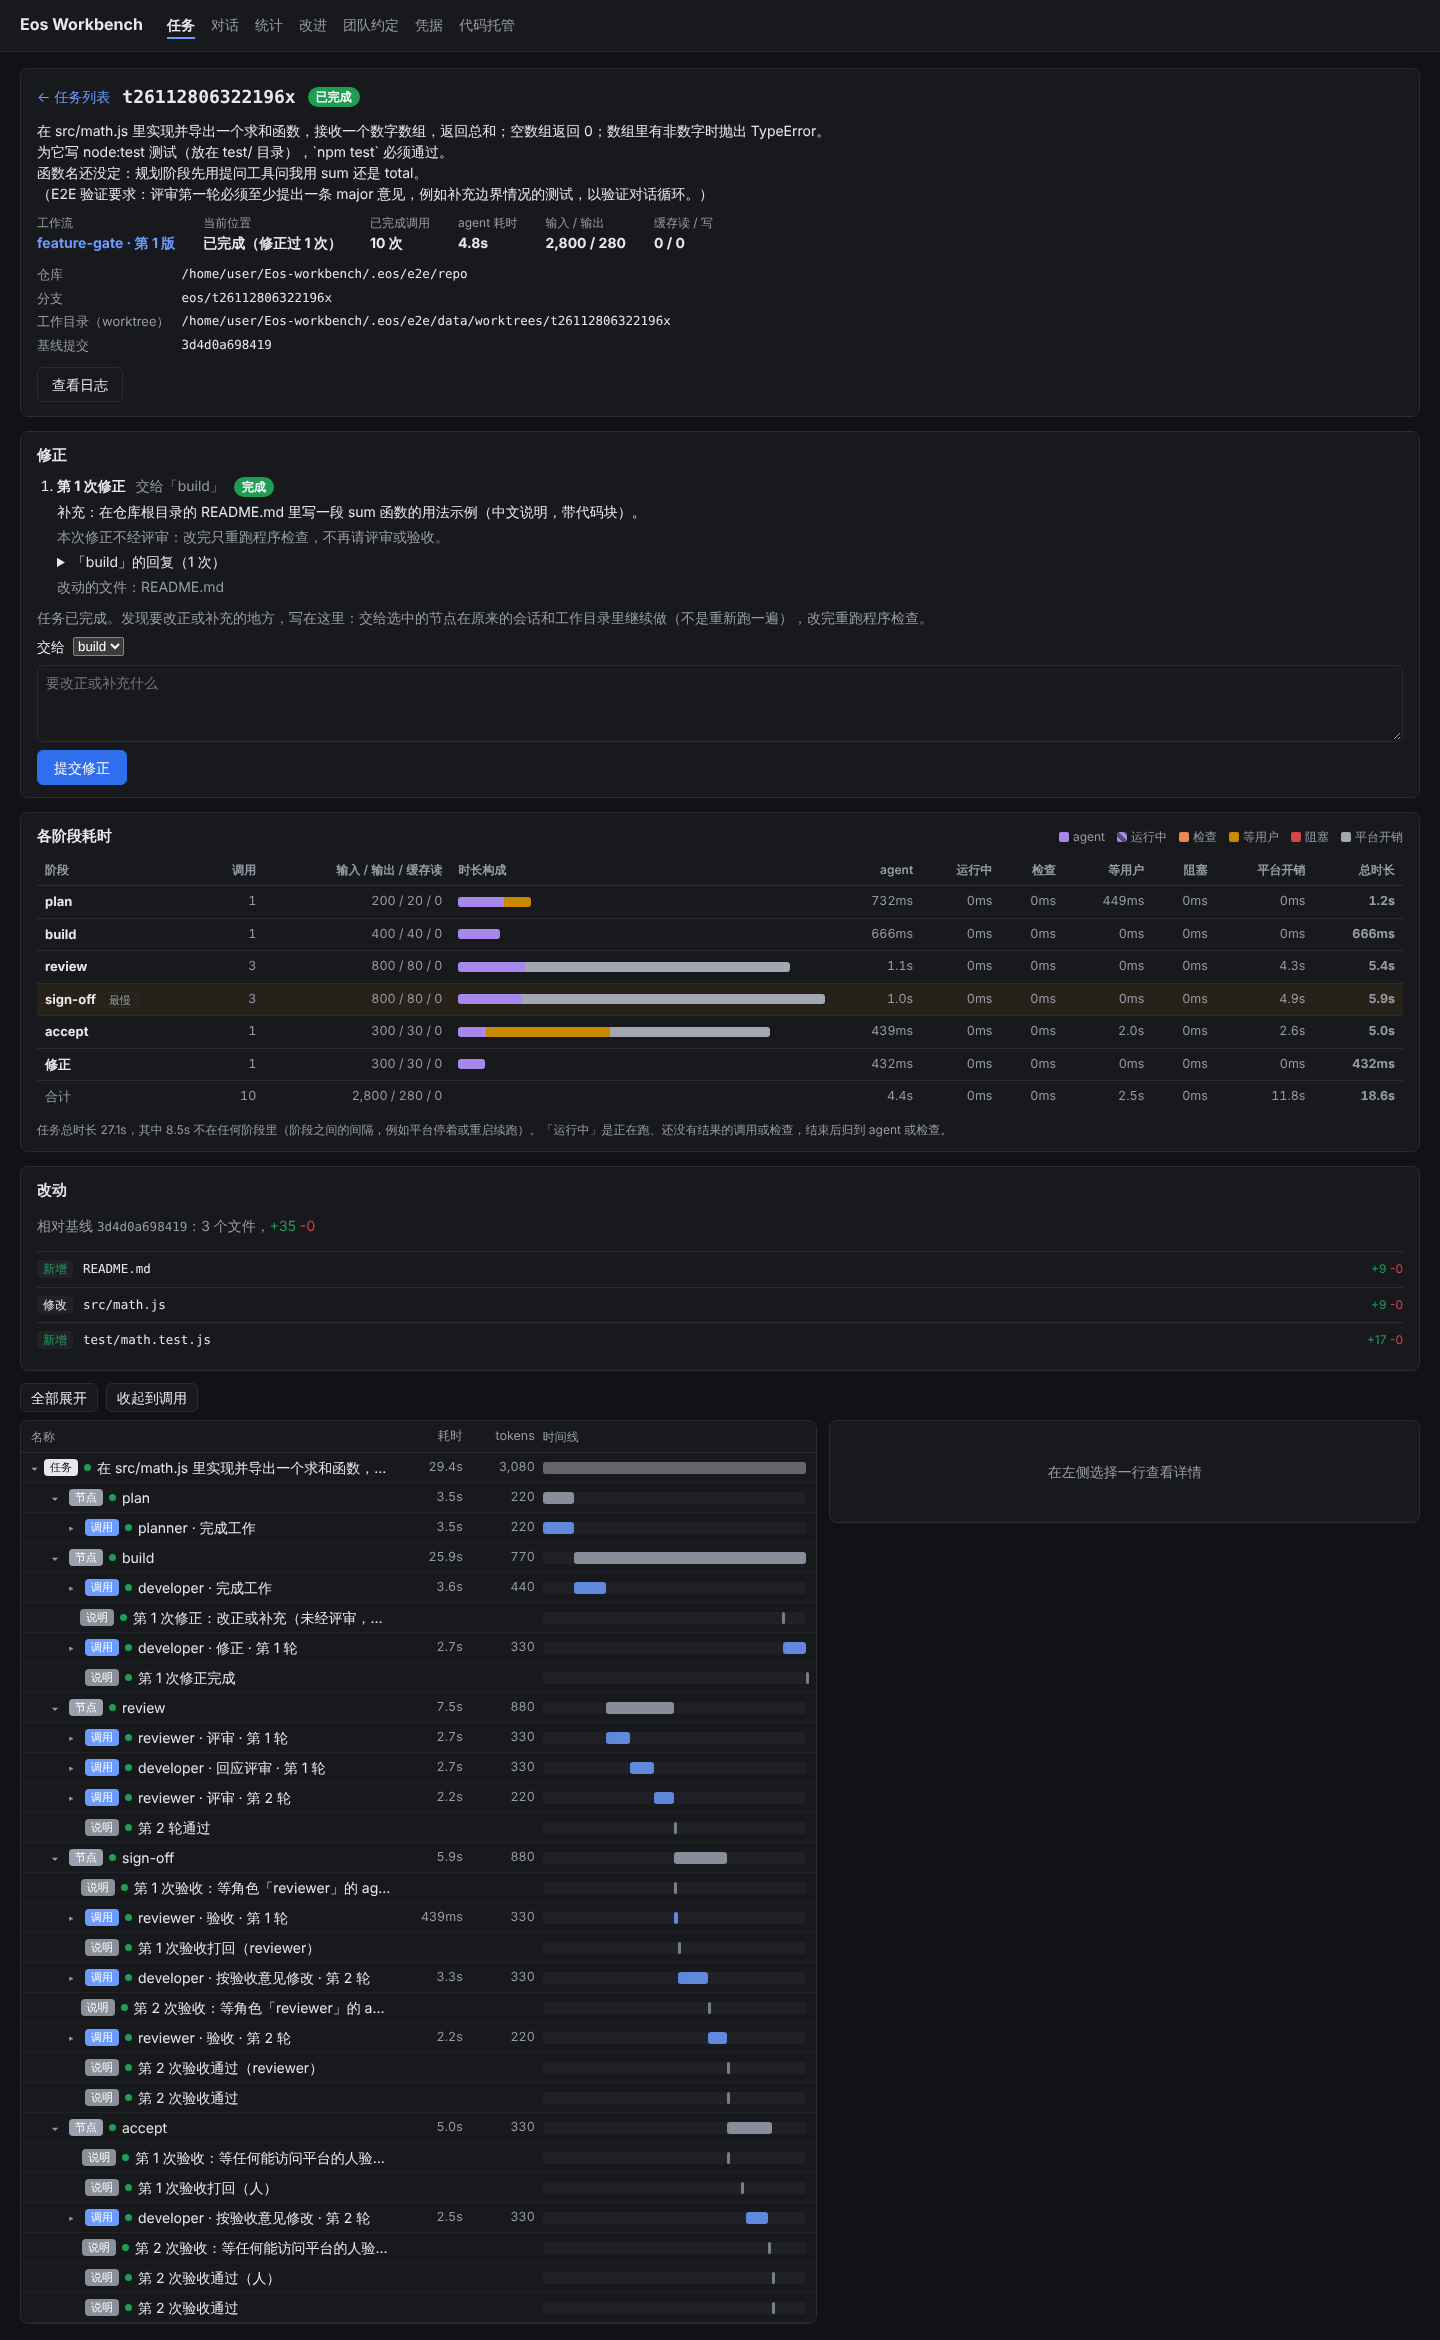 Eos Workbench 任务 对话 统计 改进 团队约定 凭据 代码托管
← 任务列表 t26112806322196x 已完成
在 src/math.js 里实现并导出一个求和函数，接收一个数字数组，返回总和；空数组返回 0；数组里有非数字时抛出 TypeError。
为它写 node:test 测试（放在 test/ 目录），`npm test` 必须通过。
函数名还没定：规划阶段先用提问工具问我用 sum 还是 total。
（E2E 验证要求：评审第一轮必须至少提出一条 major 意见，例如补充边界情况的测试，以验证对话循环。）
工作流 当前位置 已完成调用 agent 耗时 输入 / 输出 缓存读 / 写
feature-gate · 第 1 版 已完成（修正过 1 次） 10 次 4.8s 2,800 / 280 0 / 0
仓库 /home/user/Eos-workbench/.eos/e2e/repo
分支 eos/t26112806322196x
工作目录（worktree） /home/user/Eos-workbench/.eos/e2e/data/worktrees/t26112806322196x
基线提交 3d4d0a698419
查看日志
修正
1. 第 1 次修正 交给「build」 完成
补充：在仓库根目录的 README.md 里写一段 sum 函数的用法示例（中文说明，带代码块）。
本次修正不经评审：改完只重跑程序检查，不再请评审或验收。
▶ 「build」的回复（1 次）
改动的文件：README.md
任务已完成。发现要改正或补充的地方，写在这里：交给选中的节点在原来的会话和工作目录里继续做（不是重新跑一遍），改完重跑程序检查。
交给 build
要改正或补充什么
提交修正
各阶段耗时 agent 运行中 检查 等用户 阻塞 平台开销
阶段 调用 输入 / 输出 / 缓存读 时长构成 agent 运行中 检查 等用户 阻塞 平台开销 总时长
plan 1 200 / 20 / 0 732ms 0ms 0ms 449ms 0ms 0ms 1.2s
build 1 400 / 40 / 0 666ms 0ms 0ms 0ms 0ms 0ms 666ms
review 3 800 / 80 / 0 1.1s 0ms 0ms 0ms 0ms 4.3s 5.4s
sign-off 最慢 3 800 / 80 / 0 1.0s 0ms 0ms 0ms 0ms 4.9s 5.9s
accept 1 300 / 30 / 0 439ms 0ms 0ms 2.0s 0ms 2.6s 5.0s
修正 1 300 / 30 / 0 432ms 0ms 0ms 0ms 0ms 0ms 432ms
合计 10 2,800 / 280 / 0 4.4s 0ms 0ms 2.5s 0ms 11.8s 18.6s
任务总时长 27.1s，其中 8.5s 不在任何阶段里（阶段之间的间隔，例如平台停着或重启续跑）。「运行中」是正在跑、还没有结果的调用或检查，结束后归到 agent 或检查。
改动
相对基线 3d4d0a698419：3 个文件，+35 -0
新增 README.md +9 -0
修改 src/math.js +9 -0
新增 test/math.test.js +17 -0
全部展开 收起到调用
名称 耗时 tokens 时间线
任务 在 src/math.js 里实现并导出一个求和函数，... 29.4s 3,080
在左侧选择一行查看详情
节点 plan 3.5s 220
调用 planner · 完成工作 3.5s 220
节点 build 25.9s 770
调用 developer · 完成工作 3.6s 440
说明 第 1 次修正：改正或补充（未经评审，...
调用 developer · 修正 · 第 1 轮 2.7s 330
说明 第 1 次修正完成
节点 review 7.5s 880
调用 reviewer · 评审 · 第 1 轮 2.7s 330
调用 developer · 回应评审 · 第 1 轮 2.7s 330
调用 reviewer · 评审 · 第 2 轮 2.2s 220
说明 第 2 轮通过
节点 sign-off 5.9s 880
说明 第 1 次验收：等角色「reviewer」的 ag...
调用 reviewer · 验收 · 第 1 轮 439ms 330
说明 第 1 次验收打回（reviewer）
调用 developer · 按验收意见修改 · 第 2 轮 3.3s 330
说明 第 2 次验收：等角色「reviewer」的 a...
调用 reviewer · 验收 · 第 2 轮 2.2s 220
说明 第 2 次验收通过（reviewer）
说明 第 2 次验收通过
节点 accept 5.0s 330
说明 第 1 次验收：等任何能访问平台的人验...
说明 第 1 次验收打回（人）
调用 developer · 按验收意见修改 · 第 2 轮 2.5s 330
说明 第 2 次验收：等任何能访问平台的人验...
说明 第 2 次验收通过（人）
说明 第 2 次验收通过